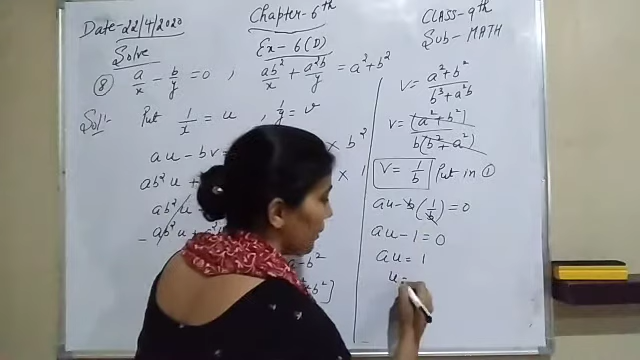 Date-22/4/2020
Chapter-6th
CLASS-9th
Sub-MATH
Solve
Ex-6(D)
⑧ a/x - b/y = 0 , ab²/x + a²b/y = a²+b²
Sol:- Put 1/x = u , 1/y = v
au - bv = × b²
ab²u × 1
ab²u
- ab²u + a²b
a-b²
+b²]
v = a²+b² / b³+a²b
v = (a²+b²) / b(b²+a²)
v = 1/b Put in ①
au - b(1/b) = 0
au - 1 = 0
au = 1
u =